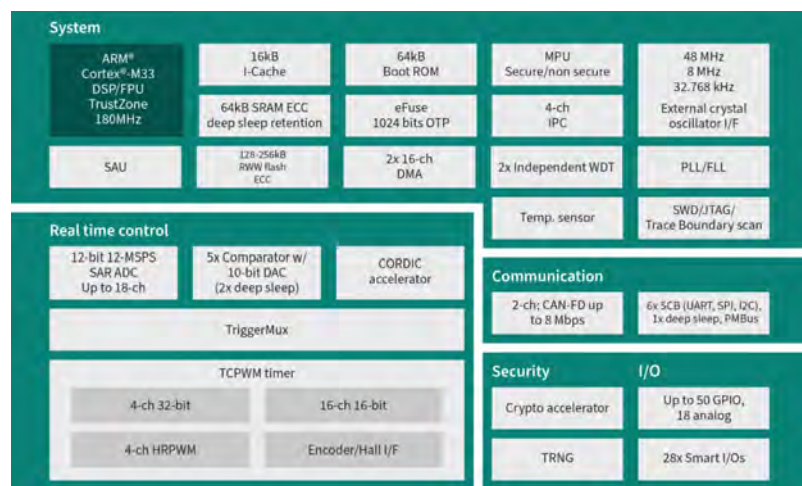 System
ARM®
Cortex®-M33
DSP/FPU
TrustZone
180MHz
16kB
I-Cache
64kB
Boot ROM
MPU
Secure/non secure
48 MHz
8 MHz
32.768 kHz
External crystal
oscillator I/F
64kB SRAM ECC
deep sleep retention
eFuse
1024 bits OTP
4-ch
IPC
SAU
128-256kB
RWW flash
ECC
2x 16-ch
DMA
2x Independent WDT
PLL/FLL
Temp. sensor
SWD/JTAG/
Trace Boundary scan
Real time control
12-bit 12-MSPS
SAR ADC
Up to 18-ch
5x Comparator w/
10-bit DAC
(2x deep sleep)
CORDIC
accelerator
TriggerMux
TCPWM timer
4-ch 32-bit
16-ch 16-bit
4-ch HRPWM
Encoder/Hall I/F
Communication
2-ch; CAN-FD up
to 8 Mbps
6x SCB (UART, SPI, I2C),
1x deep sleep, PMBus
Security
Crypto accelerator
TRNG
I/O
Up to 50 GPIO,
18 analog
28x Smart I/Os